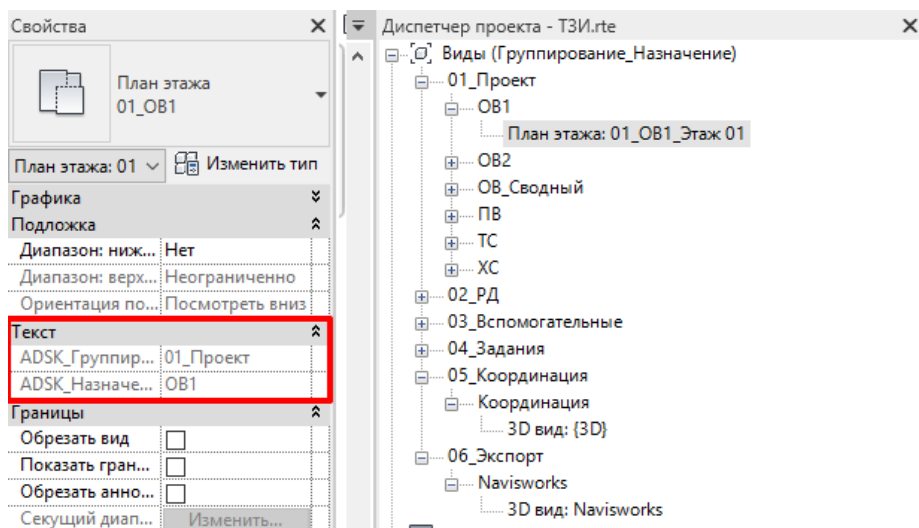 Свойства
План этажа
01_ОВ1
План этажа: 01
Изменить тип
Графика
Подложка
Диапазон: ниж... Нет
Диапазон: верх... Неограниченно
Ориентация по... Посмотреть вниз
Текст
ADSK_Группир... 01_Проект
ADSK_Назначе... ОВ1
Границы
Обрезать вид
Показать гран...
Обрезать анно...
Секущий диап... Изменить...
Диспетчер проекта - ТЗИ.rte
Виды (Группирование_Назначение)
01_Проект
ОВ1
План этажа: 01_ОВ1_Этаж 01
ОВ2
ОВ_Сводный
ПВ
ТС
ХС
02_РД
03_Вспомогательные
04_Задания
05_Координация
Координация
3D вид: {3D}
06_Экспорт
Navisworks
3D вид: Navisworks